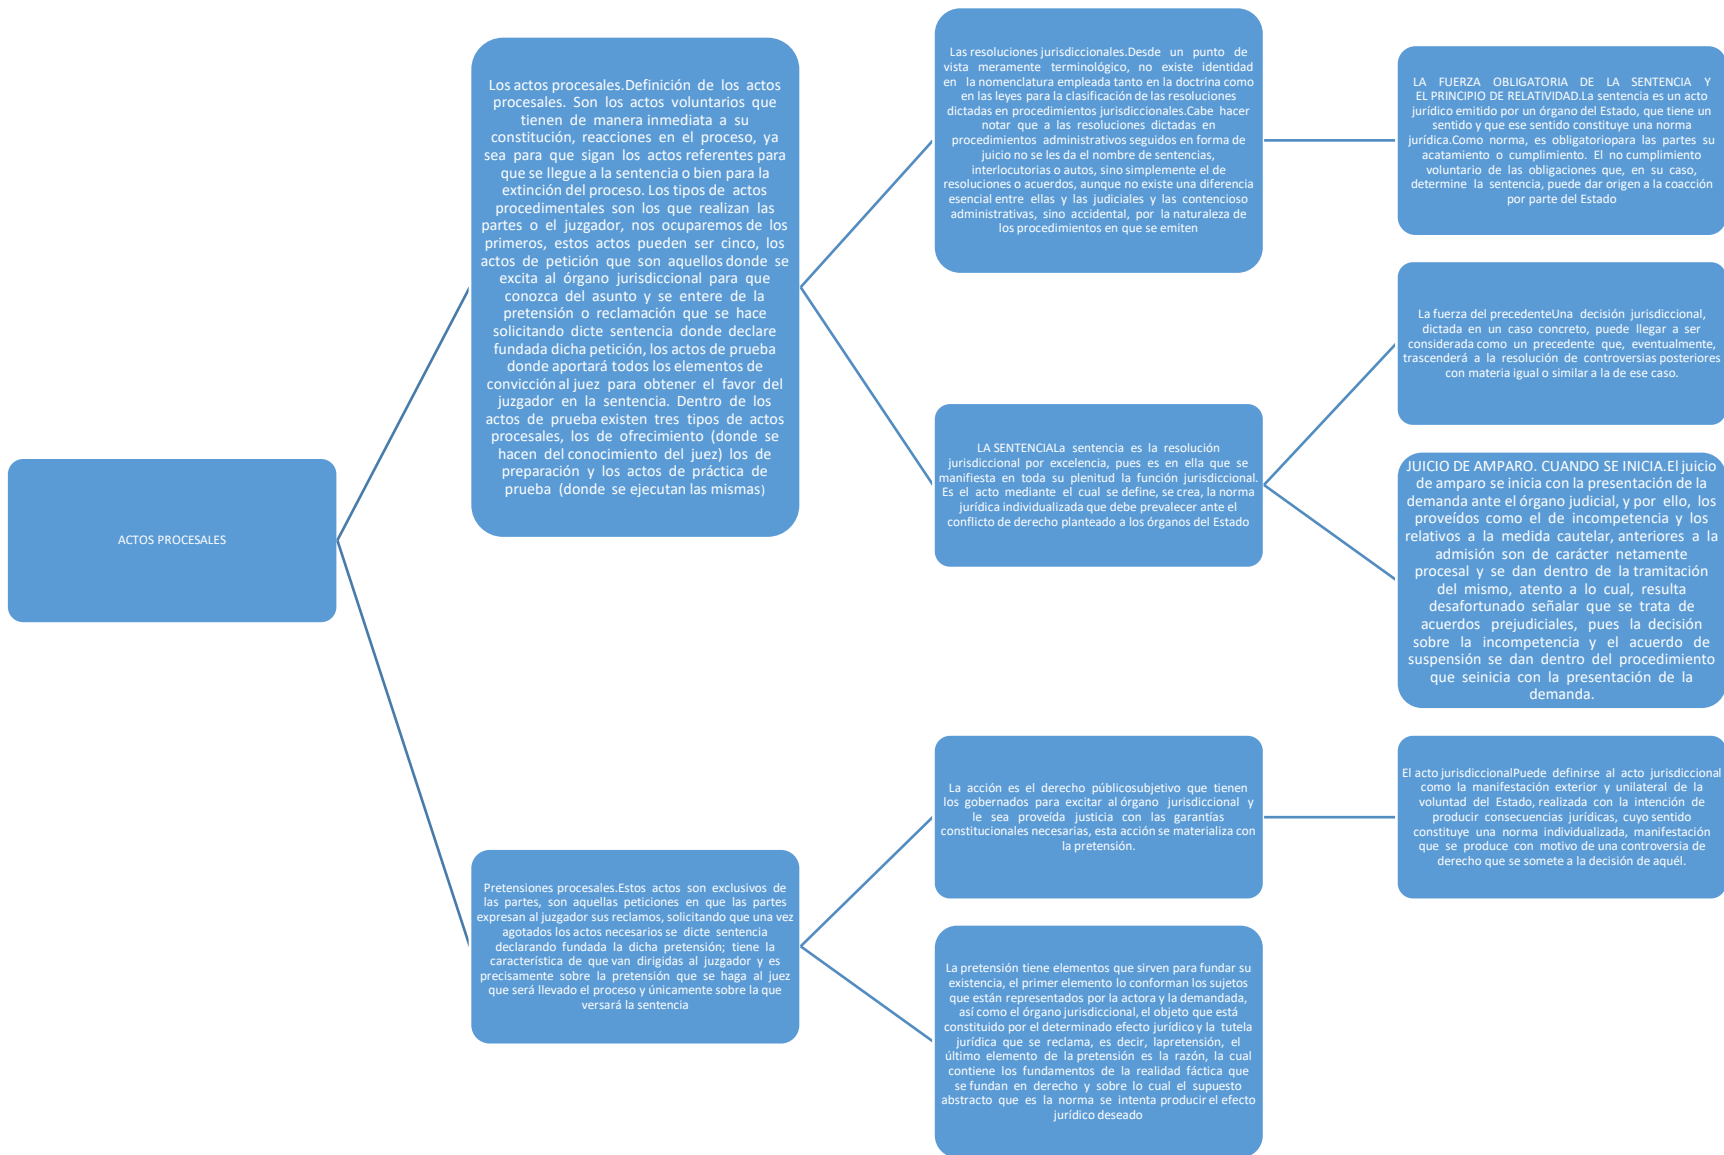 ACTOS PROCESALES
Los actos procesales.Definición de los actos
procesales. Son los actos voluntarios que
tienen de manera inmediata a su
constitución, reacciones en el proceso, ya
sea para que sigan los actos referentes para
que se llegue a la sentencia o bien para la
extinción del proceso. Los tipos de actos
procedimentales son los que realizan las
partes o el juzgador, nos ocuparemos de los
primeros, estos actos pueden ser cinco, los
actos de petición que son aquellos donde se
excita al órgano jurisdiccional para que
conozca del asunto y se entere de la
pretensión o reclamación que se hace
solicitando dicte sentencia donde declare
fundada dicha petición, los actos de prueba
donde aportará todos los elementos de
convicción al juez para obtener el favor del
juzgador en la sentencia. Dentro de los
actos de prueba existen tres tipos de actos
procesales, los de ofrecimiento (donde se
hacen del conocimiento del juez) los de
preparación y los actos de práctica de
prueba (donde se ejecutan las mismas)
Las resoluciones jurisdiccionales.Desde un punto de
vista meramente terminológico, no existe identidad
en la nomenclatura empleada tanto en la doctrina como
en las leyes para la clasificación de las resoluciones
dictadas en procedimientos jurisdiccionales.Cabe hacer
notar que a las resoluciones dictadas en
procedimientos administrativos seguidos en forma de
juicio no se les da el nombre de sentencias,
interlocutorias o autos, sino simplemente el de
resoluciones o acuerdos, aunque no existe una diferencia
esencial entre ellas y las judiciales y las contencioso
administrativas, sino accidental, por la naturaleza de
los procedimientos en que se emiten
LA FUERZA OBLIGATORIA DE LA SENTENCIA Y
EL PRINCIPIO DE RELATIVIDAD.La sentencia es un acto
jurídico emitido por un órgano del Estado, que tiene un
sentido y que ese sentido constituye una norma
jurídica.Como norma, es obligatoriopara las partes su
acatamiento o cumplimiento. El no cumplimiento
voluntario de las obligaciones que, en su caso,
determine la sentencia, puede dar origen a la coacción
por parte del Estado
LA SENTENCIALa sentencia es la resolución
jurisdiccional por excelencia, pues es en ella que se
manifiesta en toda su plenitud la función jurisdiccional.
Es el acto mediante el cual se define, se crea, la norma
jurídica individualizada que debe prevalecer ante el
conflicto de derecho planteado a los órganos del Estado
La fuerza del precedenteUna decisión jurisdiccional,
dictada en un caso concreto, puede llegar a ser
considerada como un precedente que, eventualmente,
trascenderá a la resolución de controversias posteriores
con materia igual o similar a la de ese caso.
JUICIO DE AMPARO. CUANDO SE INICIA.El juicio
de amparo se inicia con la presentación de la
demanda ante el órgano judicial, y por ello, los
proveídos como el de incompetencia y los
relativos a la medida cautelar, anteriores a la
admisión son de carácter netamente
procesal y se dan dentro de la tramitación
del mismo, atento a lo cual, resulta
desafortunado señalar que se trata de
acuerdos prejudiciales, pues la decisión
sobre la incompetencia y el acuerdo de
suspensión se dan dentro del procedimiento
que seinicia con la presentación de la
demanda.
Pretensiones procesales.Estos actos son exclusivos de
las partes, son aquellas peticiones en que las partes
expresan al juzgador sus reclamos, solicitando que una vez
agotados los actos necesarios se dicte sentencia
declarando fundada la dicha pretensión; tiene la
característica de que van dirigidas al juzgador y es
precisamente sobre la pretensión que se haga al juez
que será llevado el proceso y únicamente sobre la que
versará la sentencia
La acción es el derecho públicosubjetivo que tienen
los gobernados para excitar al órgano jurisdiccional y
le sea proveída justicia con las garantías
constitucionales necesarias, esta acción se materializa con
la pretensión.
El acto jurisdiccionalPuede definirse al acto jurisdiccional
como la manifestación exterior y unilateral de la
voluntad del Estado, realizada con la intención de
producir consecuencias jurídicas, cuyo sentido
constituye una norma individualizada, manifestación
que se produce con motivo de una controversia de
derecho que se somete a la decisión de aquél.
La pretensión tiene elementos que sirven para fundar su
existencia, el primer elemento lo conforman los sujetos
que están representados por la actora y la demandada,
así como el órgano jurisdiccional, el objeto que está
constituido por el determinado efecto jurídico y la tutela
jurídica que se reclama, es decir, lapretensión, el
último elemento de la pretensión es la razón, la cual
contiene los fundamentos de la realidad fáctica que
se fundan en derecho y sobre lo cual el supuesto
abstracto que es la norma se intenta producir el efecto
jurídico deseado